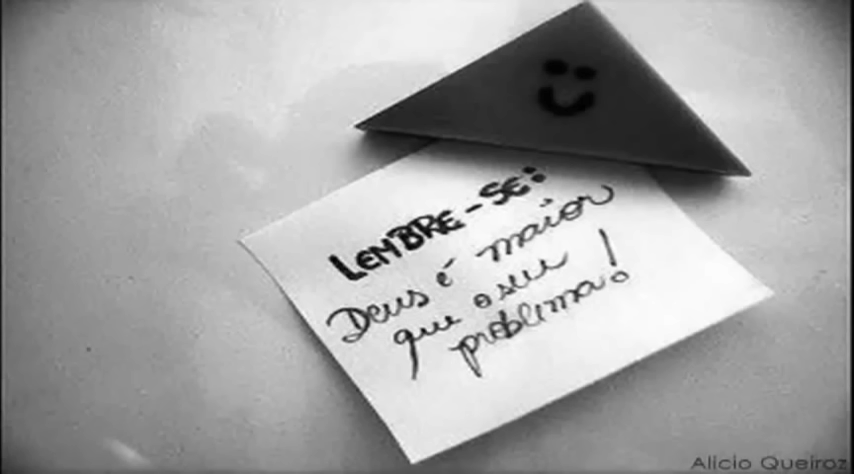 LEMBRE-SE:
Deus é maior
que o seu
problema!
Alicio Queiroz